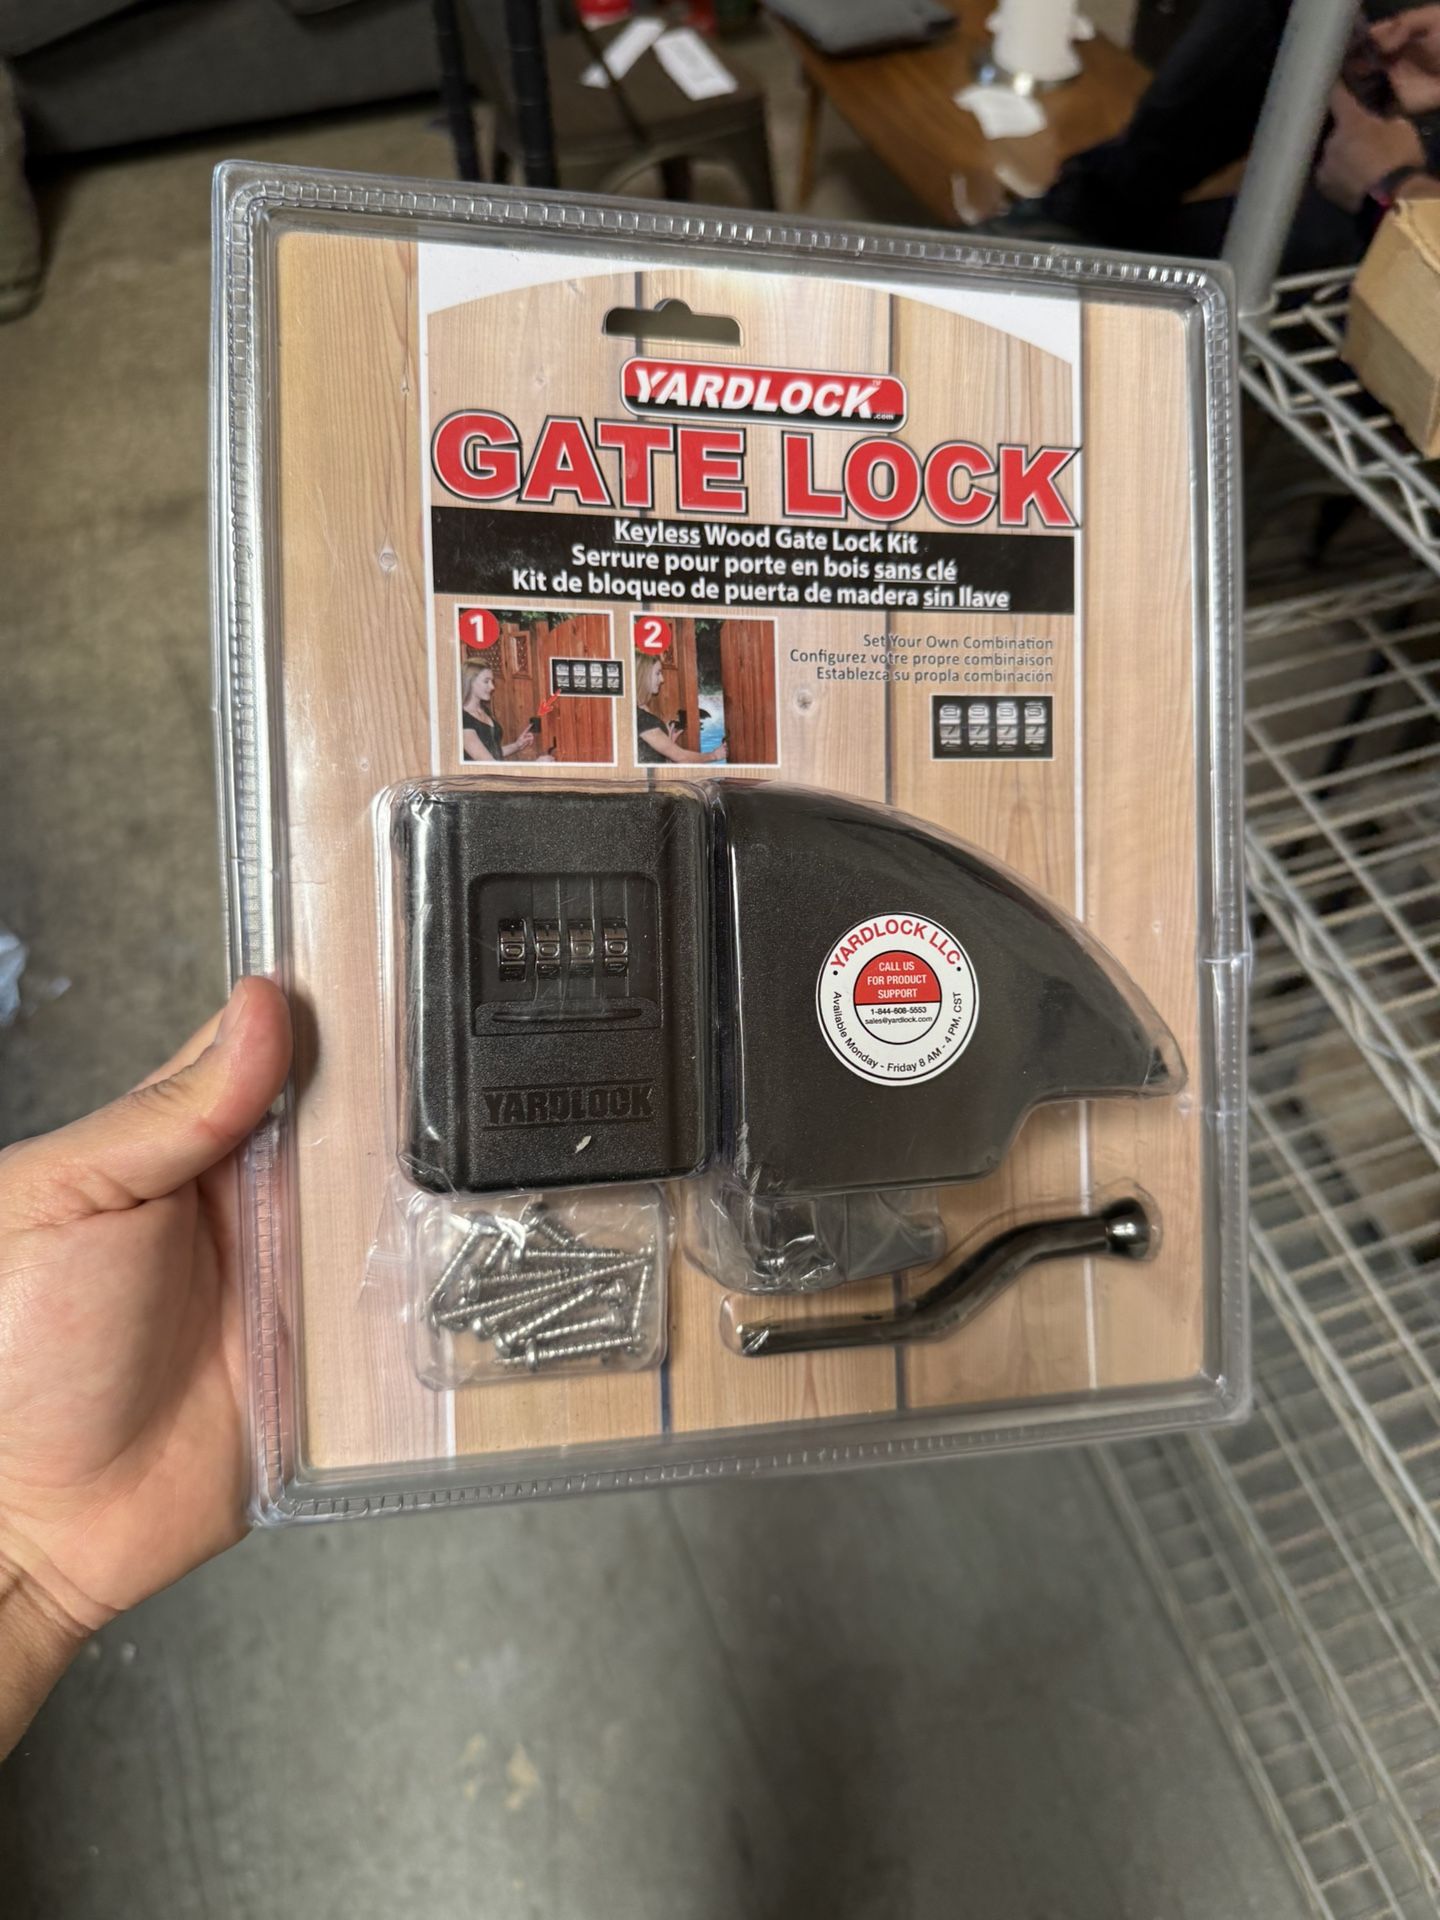 YARDLOCK™.com
GATE LOCK
Keyless Wood Gate Lock Kit
Serrure pour porte en bois sans clé
Kit de bloqueo de puerta de madera sin llave
1
2
Set Your Own Combination
Configurez votre propre combinaison
Establezca su propla combinación
YARDLOCK
• YARDLOCK LLC •
CALL US
FOR PRODUCT
SUPPORT
1-844-608-5553
sales@yardlock.com
Available Monday - Friday 8 AM - 4 PM, CST